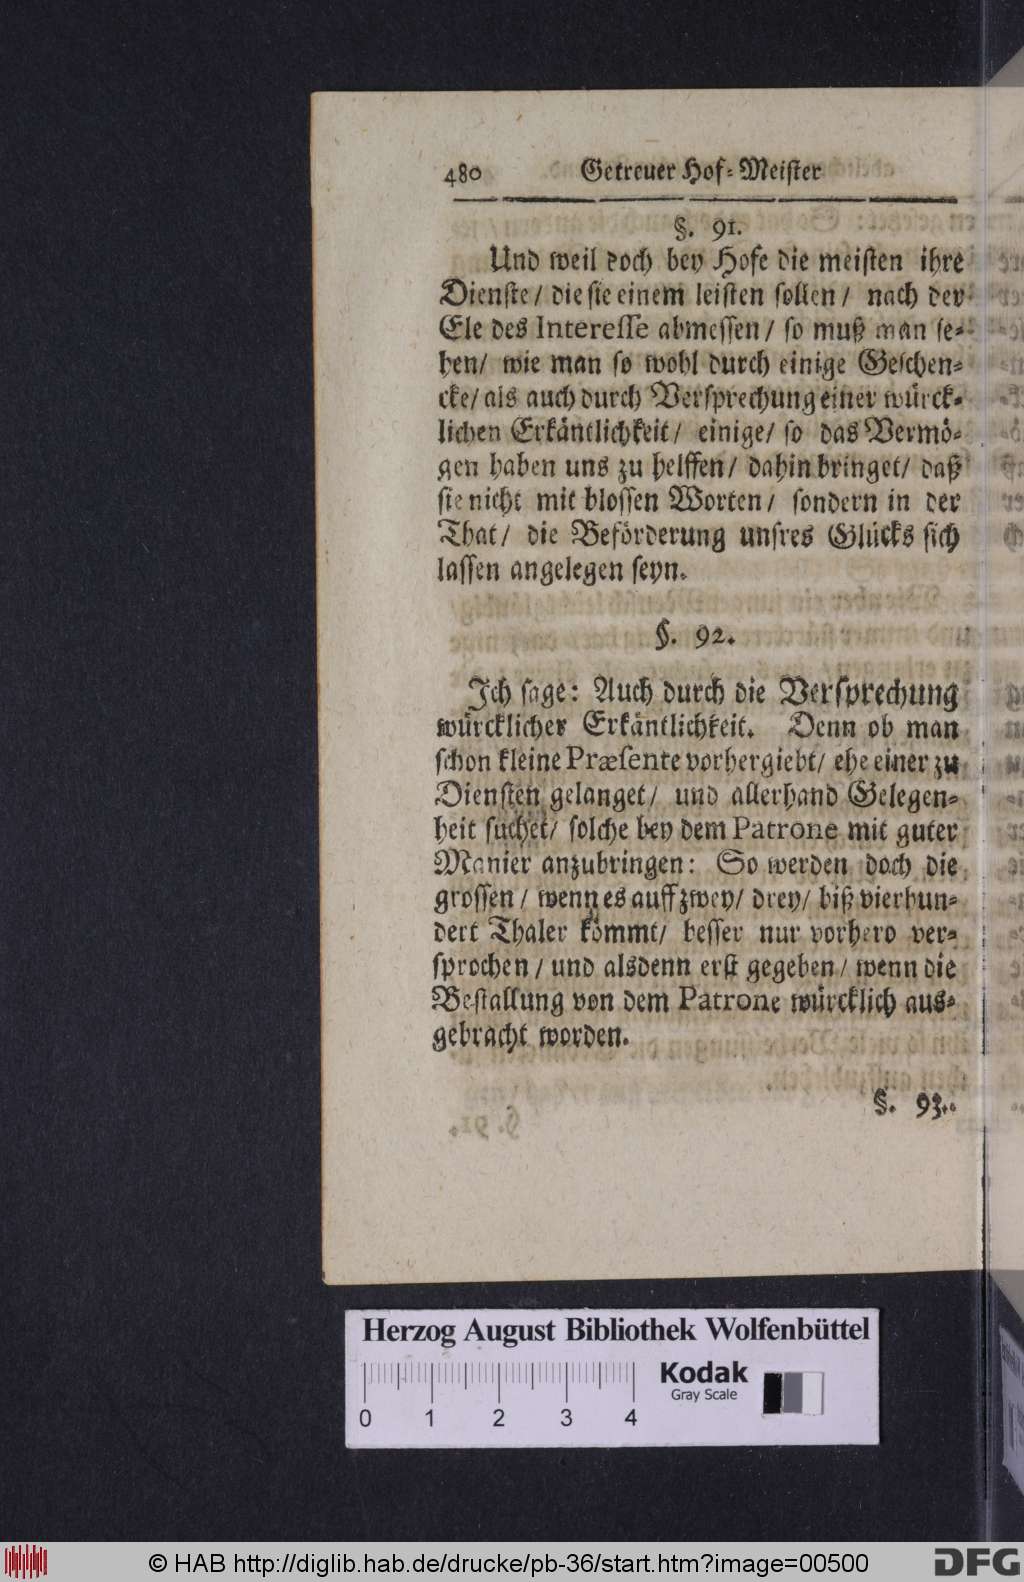 480 Getreuer Hof-Meister
§. 91.
Und weil doch bey Hofe die meisten ihre
Dienste / die sie einem leisten sollen / nach der
Ele des Interesse abmessen / so muß man se-
hen / wie man so wohl durch einige Geschen-
cke / als auch durch Versprechung einer würck-
lichen Erkäntlichkeit / einige / so das Vermö-
gen haben uns zu helffen / dahin bringet / daß
sie nicht mit blossen Worten / sondern in der
That / die Beförderung unsres Glücks sich
lassen angelegen seyn.
§. 92.
Ich sage: Auch durch die Versprechung
würcklicher Erkäntlichkeit. Denn ob man
schon kleine Præsente vorher giebt / ehe einer zu
Diensten gelanget / und allerhand Gelegen-
heit suchet / solche bey dem Patrone mit guter
Manier anzubringen: So werden doch die
grossen / wenn es auff zwey / drey / biß vierhun-
dert Thaler kömmt / besser nur vorhero ver-
sprochen / und alsdenn erst gegeben / wenn die
Bestallung von dem Patrone würcklich aus-
gebracht worden.
§. 93.
Herzog August Bibliothek Wolfenbüttel
Kodak
Gray Scale
0 1 2 3 4
© HAB http://diglib.hab.de/drucke/pb-36/start.htm?image=00500
DFG